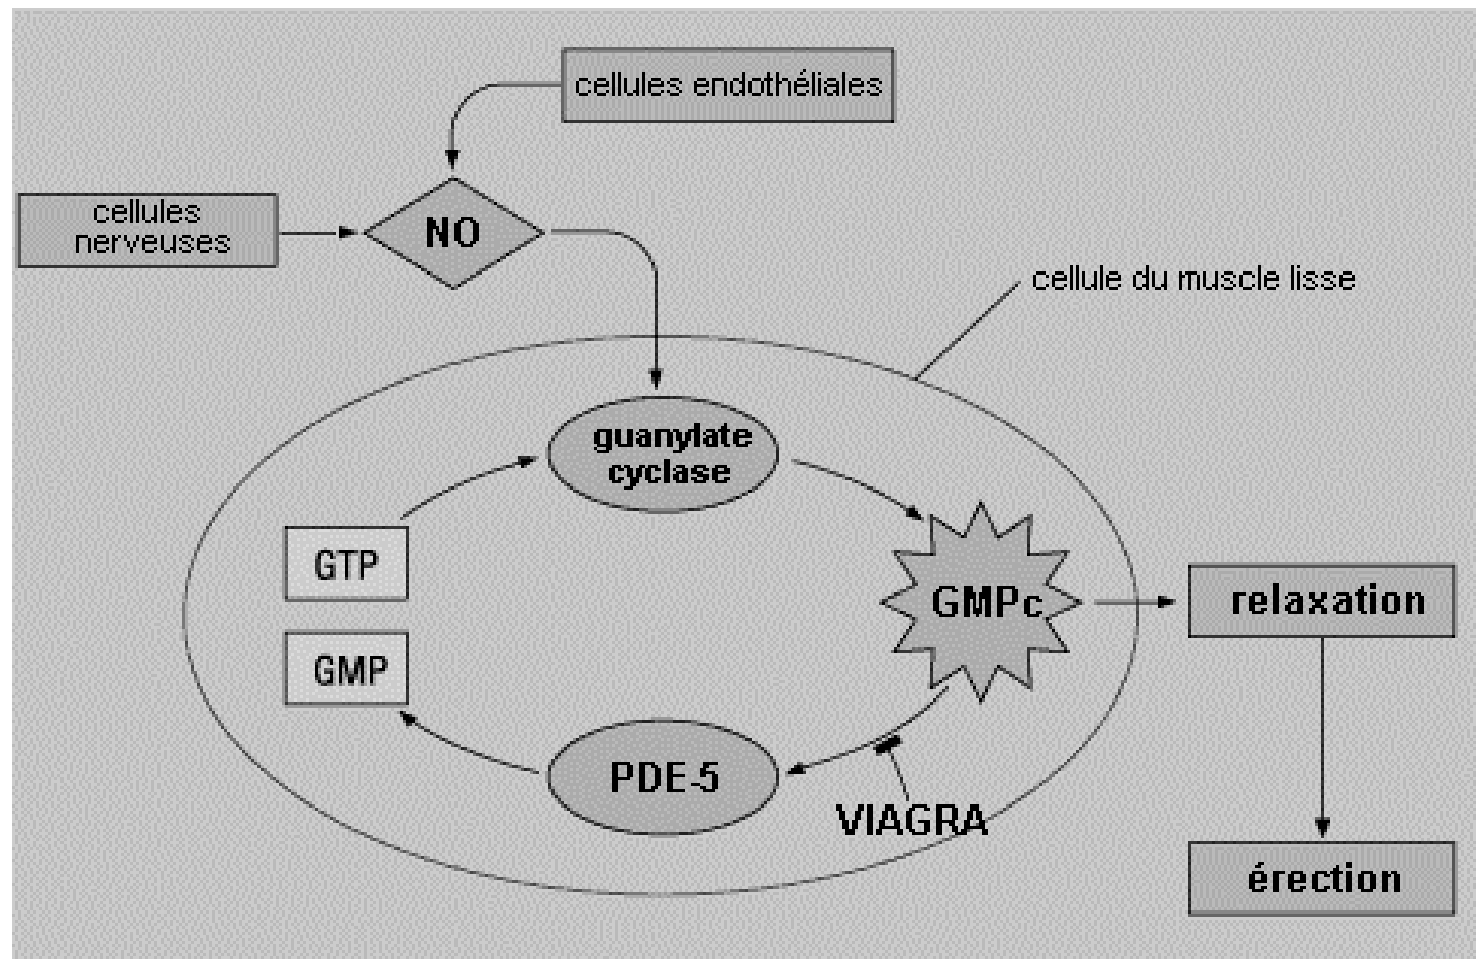 cellules endothéliales
cellules
nerveuses
NO
cellule du muscle lisse
guanylate
cyclase
GTP
GMPc
relaxation
GMP
PDE-5
VIAGRA
érection